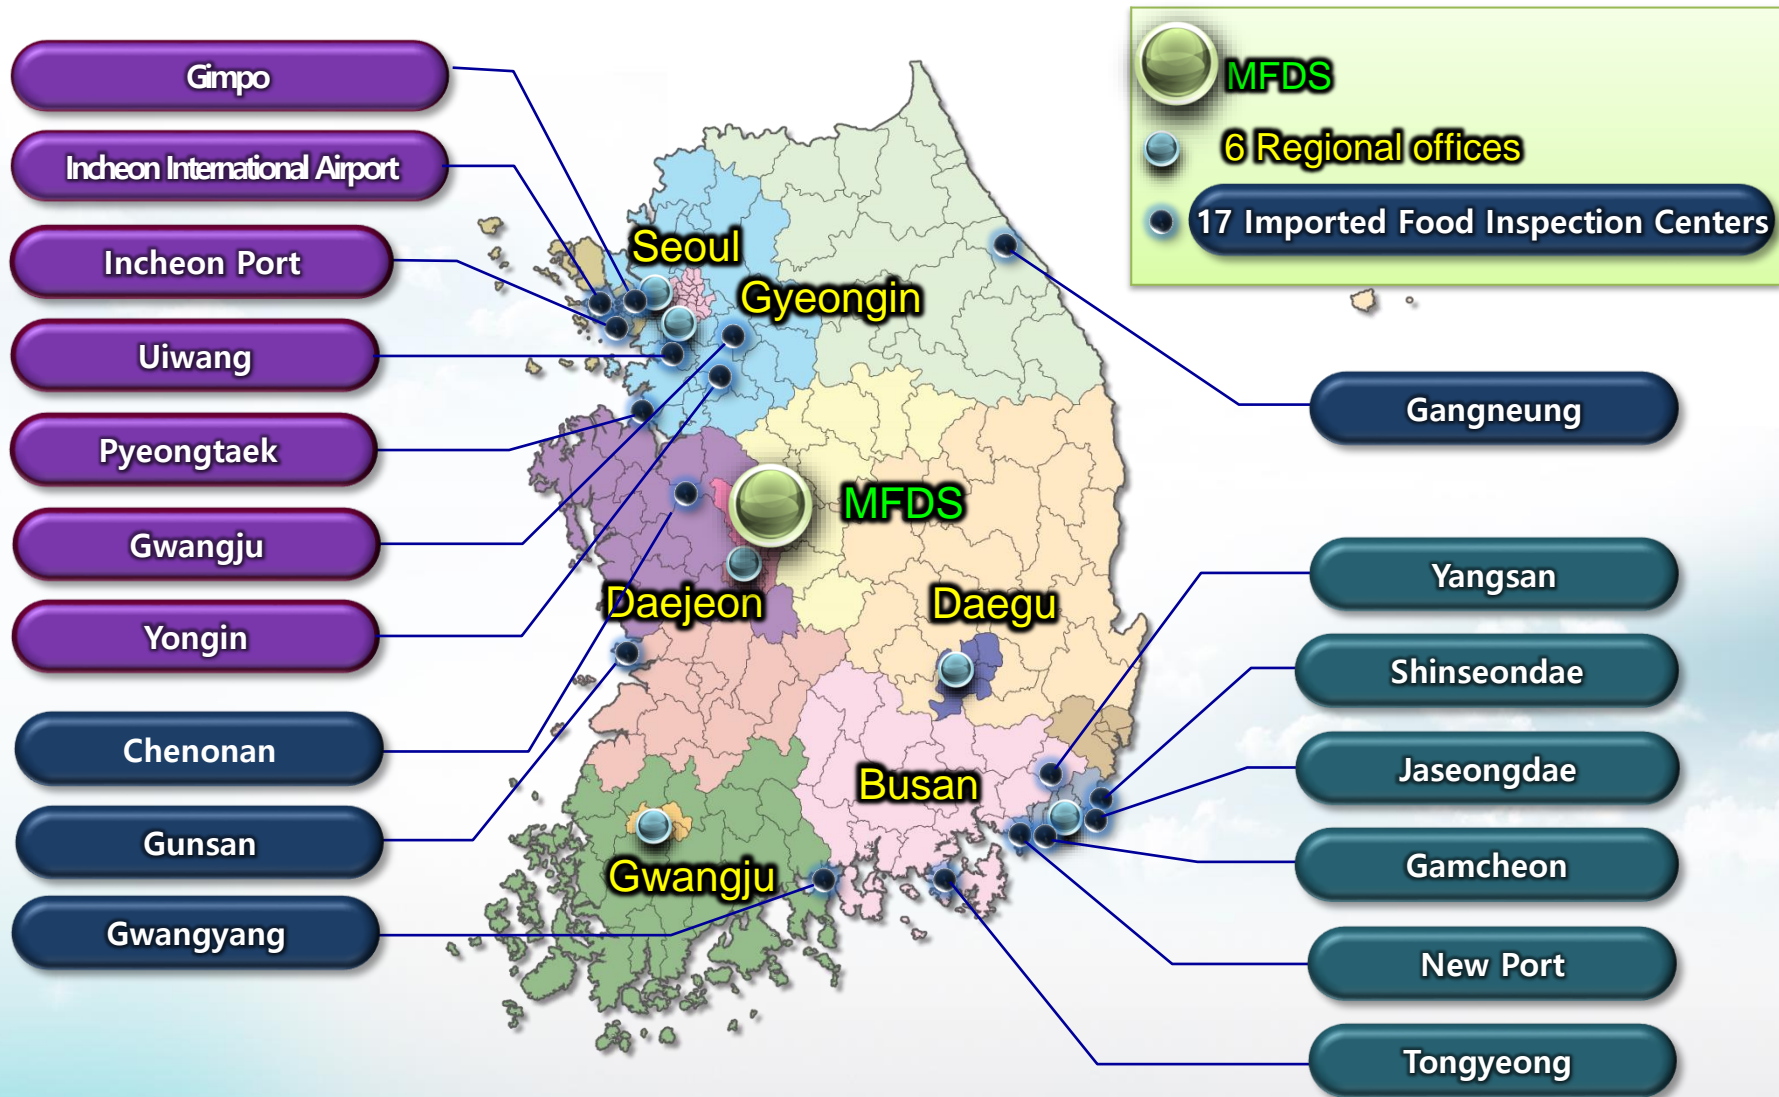 Gimpo
Incheon International Airport
Incheon Port
Uiwang
Pyeongtaek
Gwangju
Yongin
Chenonan
Gunsan
Gwangyang
Seoul
Gyeongin
MFDS
Daejeon
Daegu
Busan
Gwangju
MFDS
6 Regional offices
17 Imported Food Inspection Centers
Gangneung
Yangsan
Shinseondae
Jaseongdae
Gamcheon
New Port
Tongyeong